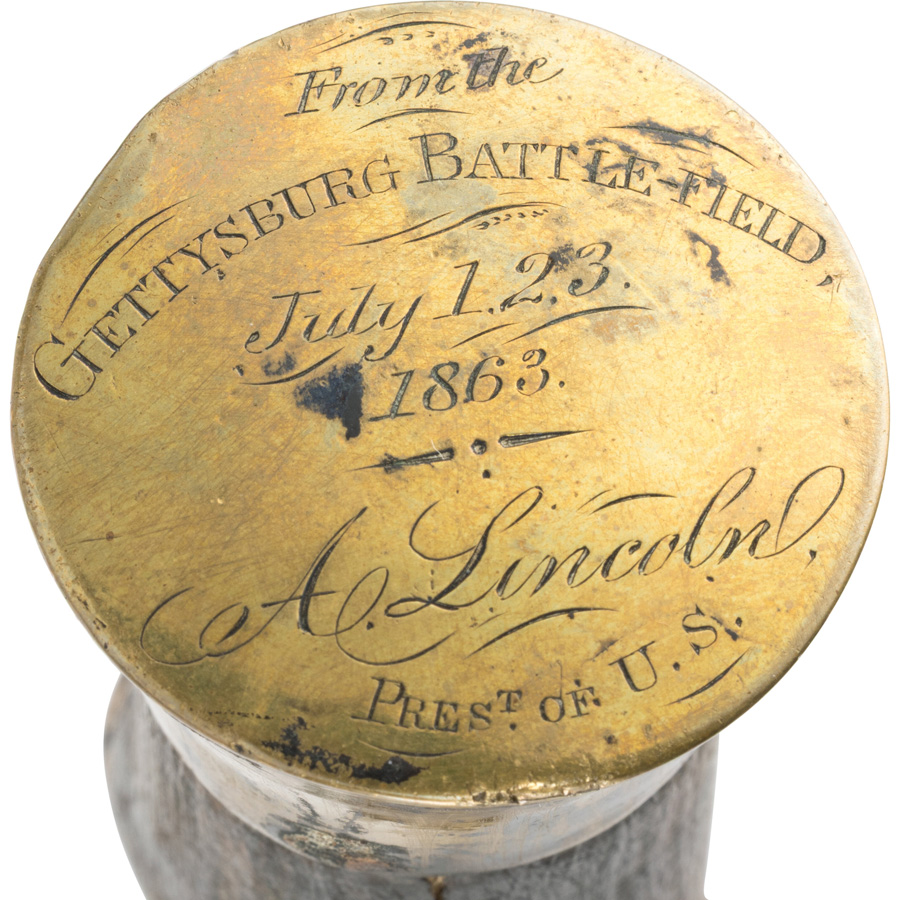 From the
GETTYSBURG BATTLE-FIELD,
July 1.2.3.
1863.
A. Lincoln,
PREST. OF U.S.